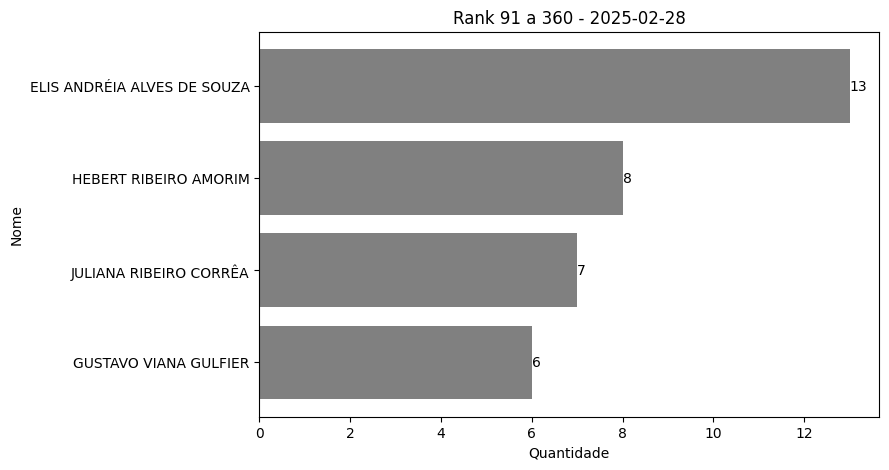 Rank 91 a 360 - 2025-02-28
ELIS ANDRÉIA ALVES DE SOUZA
13
HEBERT RIBEIRO AMORIM
8
Nome
JULIANA RIBEIRO CORRÊA
7
GUSTAVO VIANA GULFIER
6
0 2 4 6 8 10 12
Quantidade